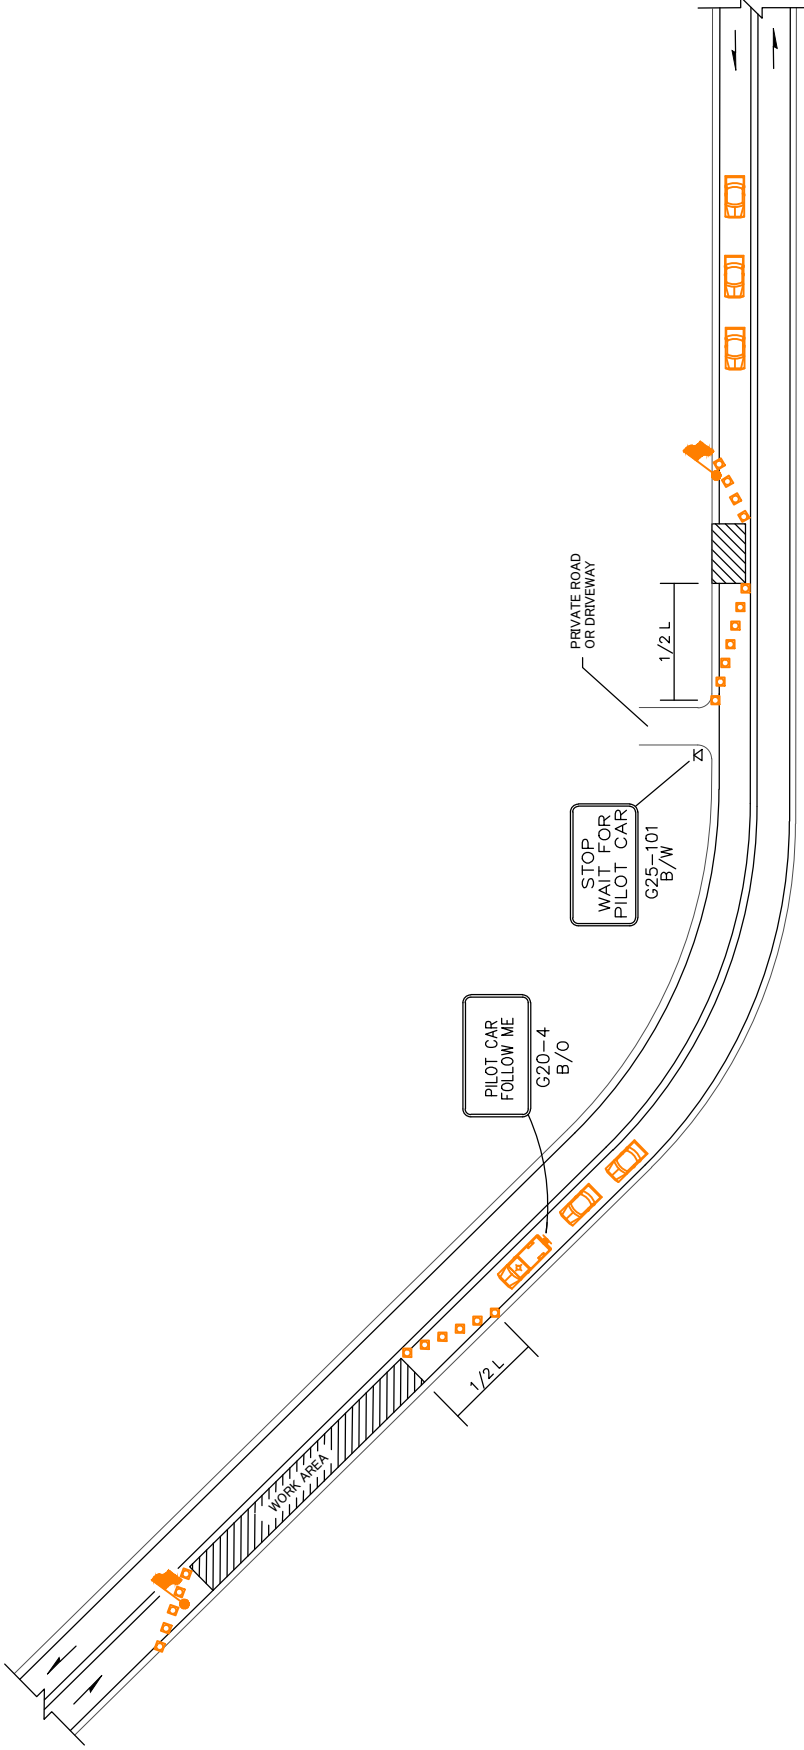 PRIVATE ROAD
OR DRIVEWAY
1/2 L
STOP
WAIT FOR
PILOT CAR
G25-101
B/W
PILOT CAR
FOLLOW ME
G20-4
B/O
1/2 L
WORK AREA